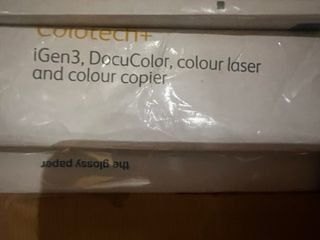 Colotech+
iGen3, DocuColor, colour laser
and colour copier
the glossy paper